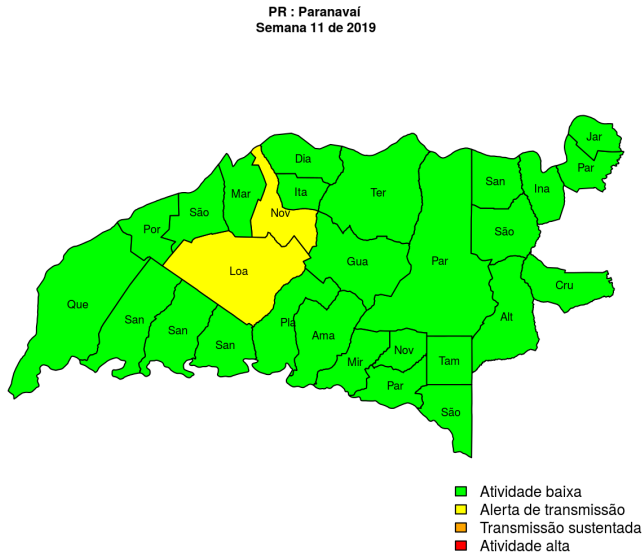 PR : Paranavaí
Semana 11 de 2019
Jar
Dia
Par
Ita
San
Ina
Mar
Ter
São
Nov
Por
São
Par
Gua
Loa
Cru
Que
San
Pla
Alt
San
Ama
San
Nov
Mir
Tam
Par
São
Atividade baixa
Alerta de transmissão
Transmissão sustentada
Atividade alta